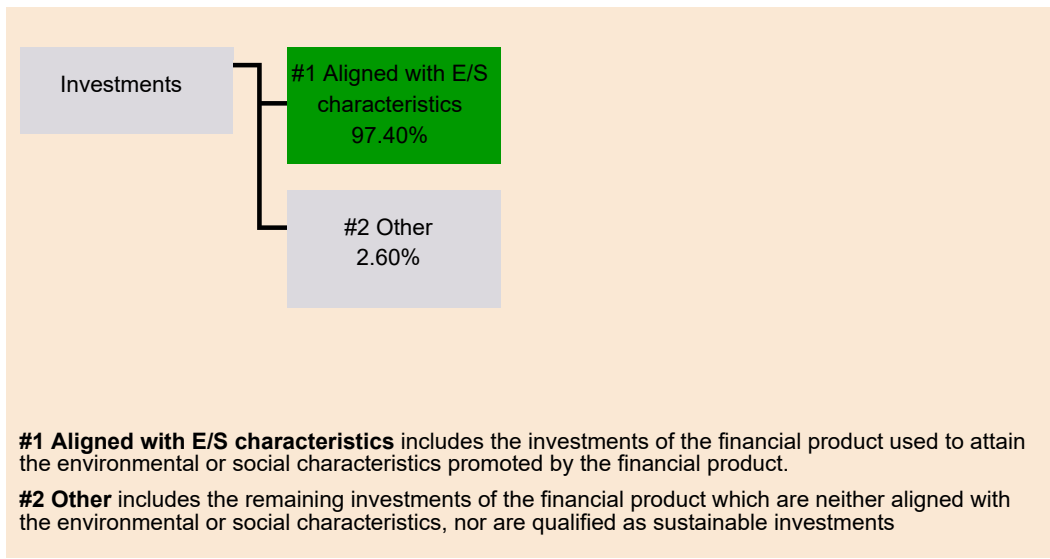 Investments
#1 Aligned with E/S
characteristics
97.40%
#2 Other
2.60%
#1 Aligned with E/S characteristics includes the investments of the financial product used to attain
the environmental or social characteristics promoted by the financial product.
#2 Other includes the remaining investments of the financial product which are neither aligned with
the environmental or social characteristics, nor are qualified as sustainable investments